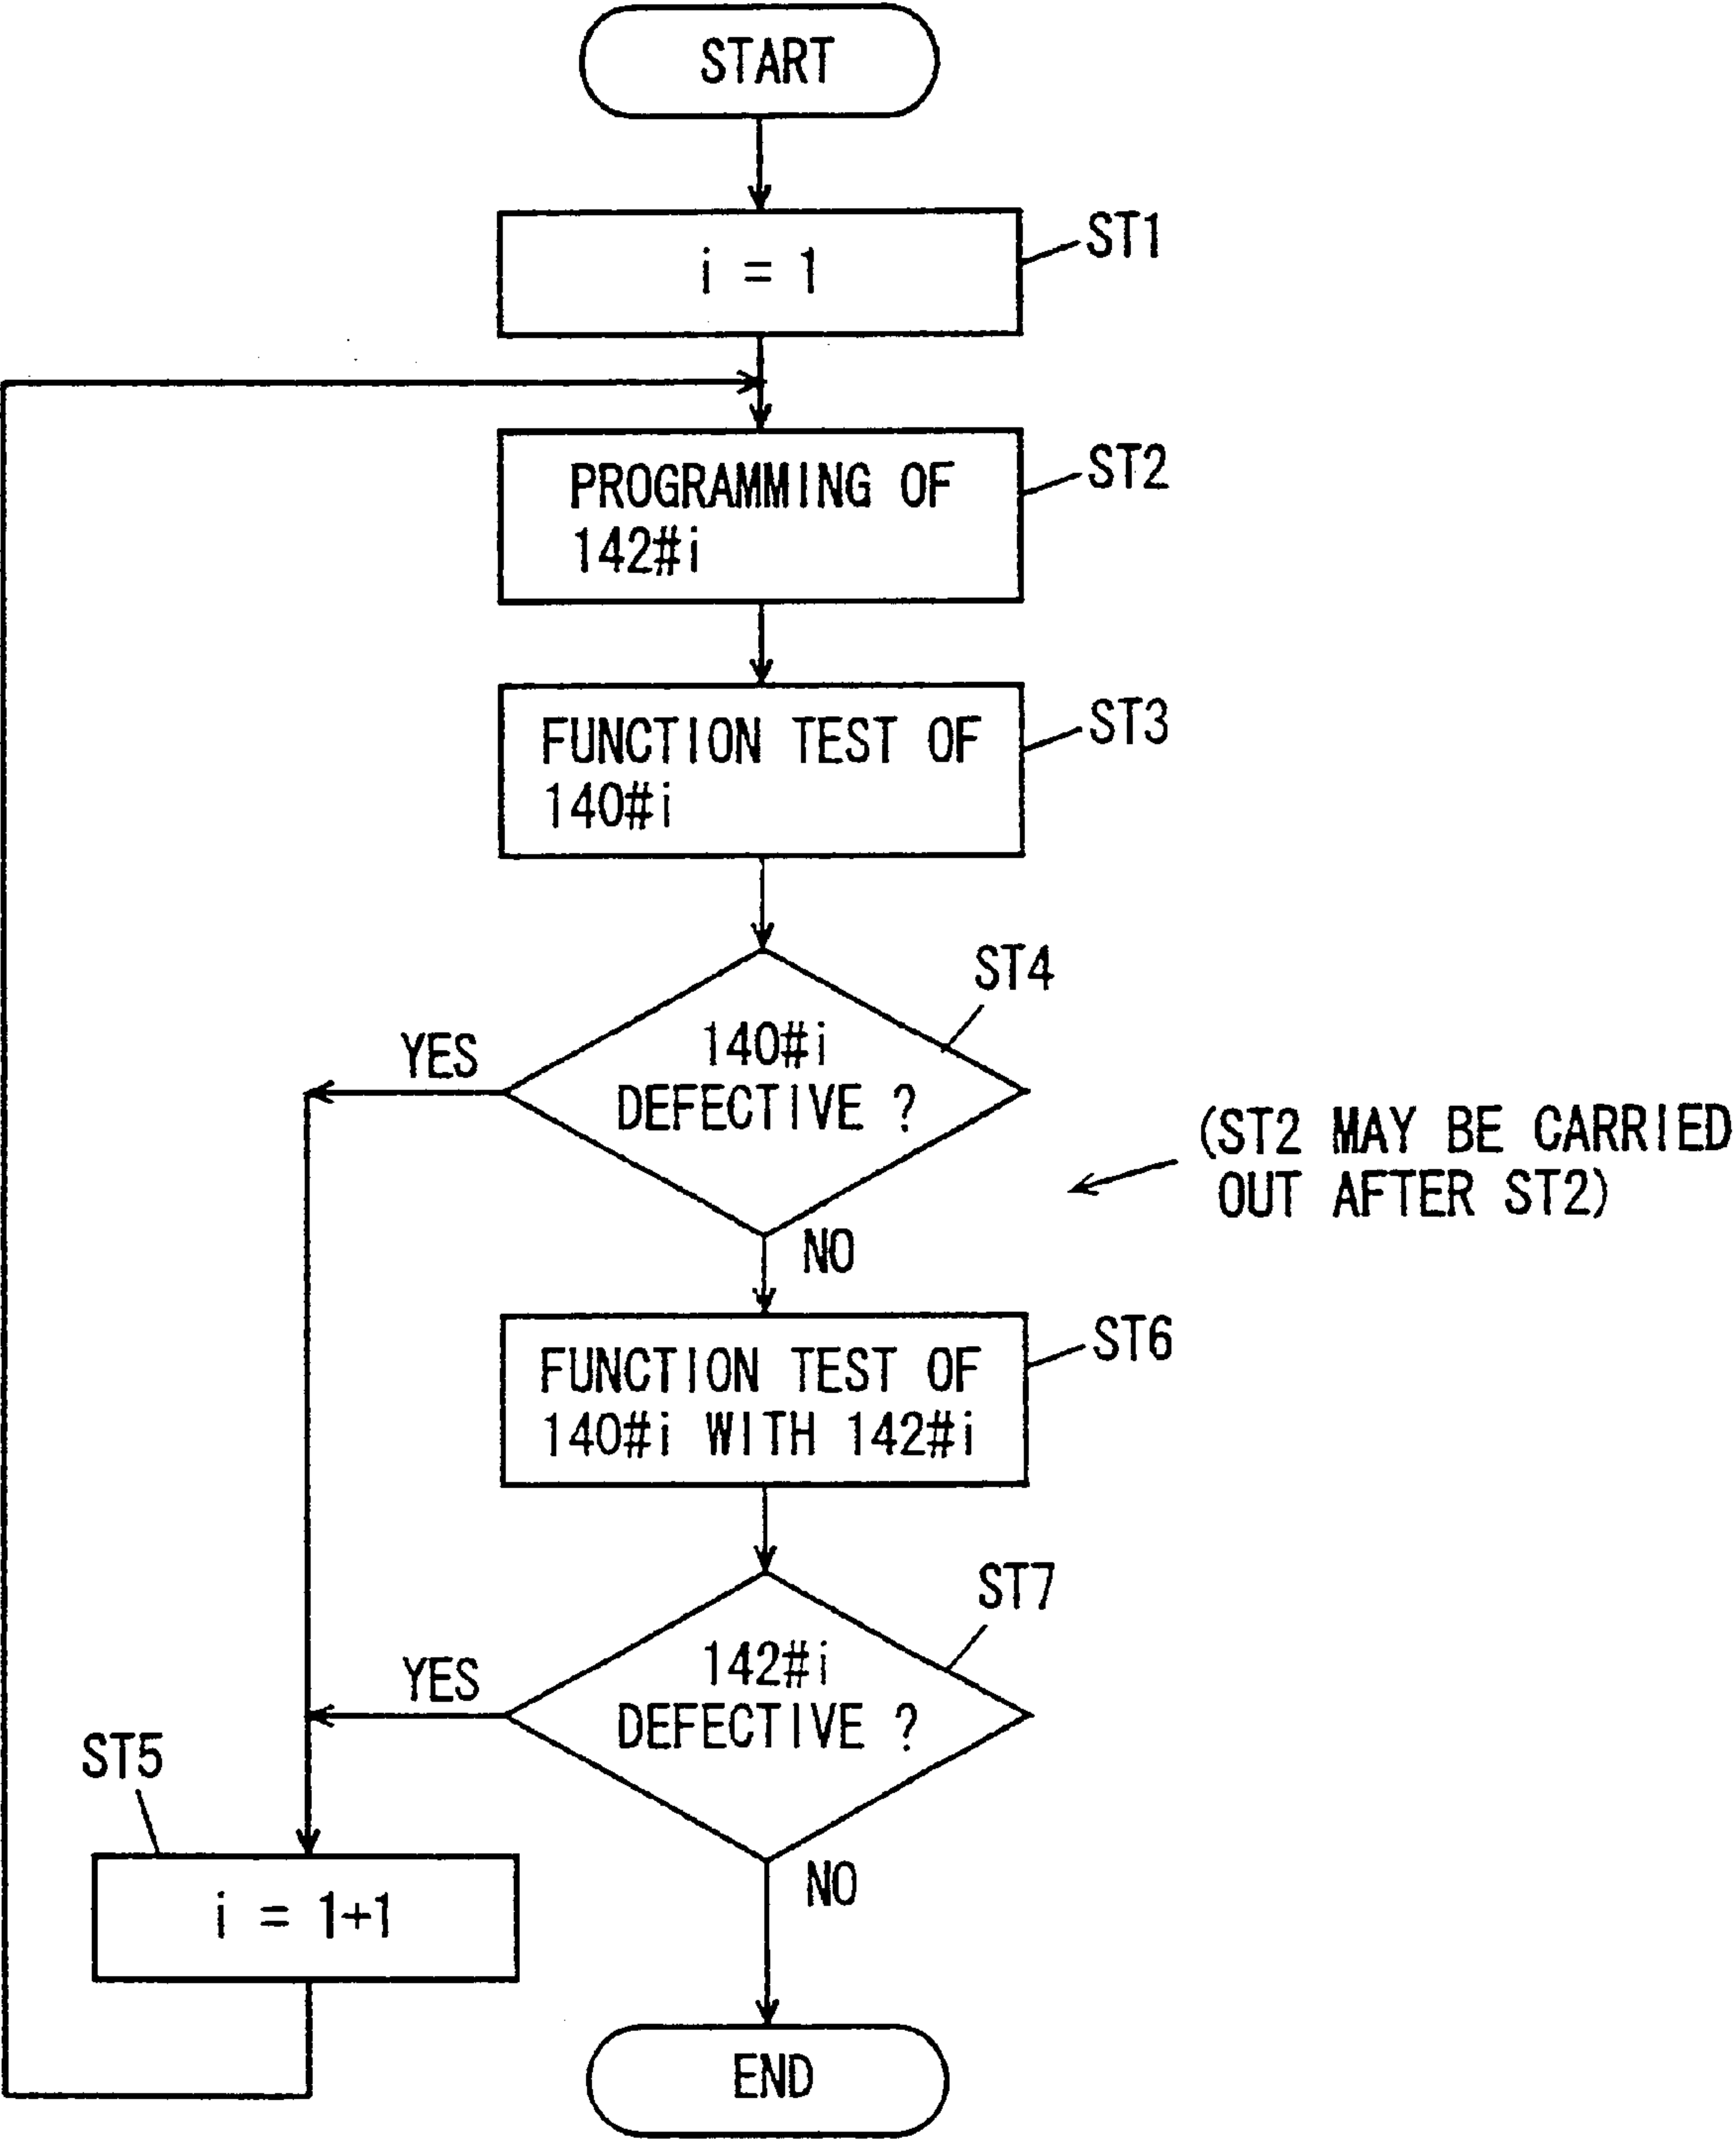 START
i = 1
ST1
PROGRAMMING OF
142#i
ST2
FUNCTION TEST OF
140#i
ST3
ST4
140#i
DEFECTIVE ?
YES
NO
(ST2 MAY BE CARRIED
OUT AFTER ST2)
FUNCTION TEST OF
140#i WITH 142#i
ST6
ST7
142#i
DEFECTIVE ?
YES
NO
ST5
i = 1+1
END